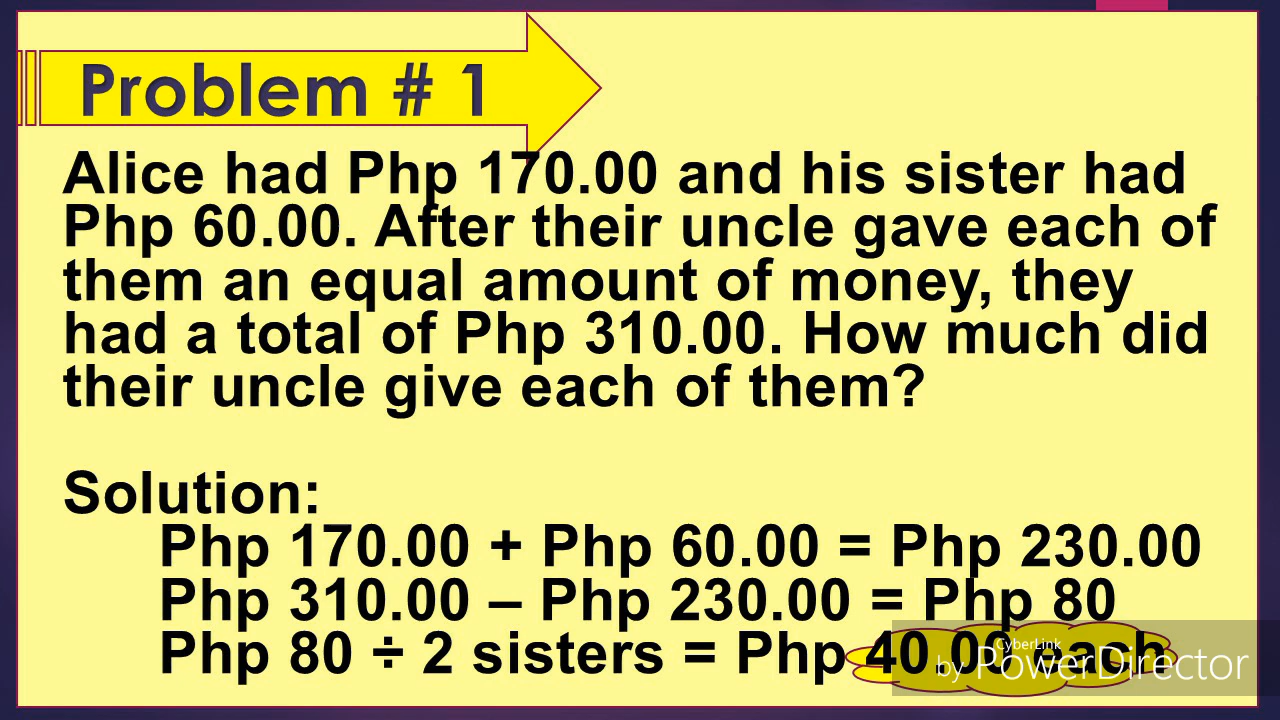 Problem # 1
Alice had Php 170.00 and his sister had
Php 60.00. After their uncle gave each of
them an equal amount of money, they
had a total of Php 310.00. How much did
their uncle give each of them?
Solution:
Php 170.00 + Php 60.00 = Php 230.00
Php 310.00 – Php 230.00 = Php 80
Php 80 ÷ 2 sisters = Php 40.00 each
CyberLink
by PowerDirector